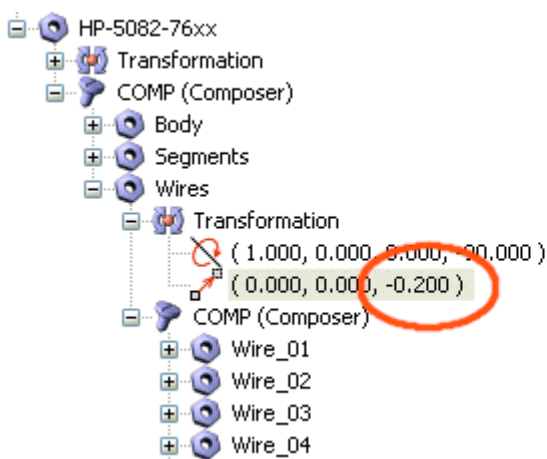 HP-5082-76xx
Transformation
COMP (Composer)
Body
Segments
Wires
Transformation
( 1.000, 0.000, 0.000, -90.000 )
( 0.000, 0.000, -0.200 )
COMP (Composer)
Wire_01
Wire_02
Wire_03
Wire_04